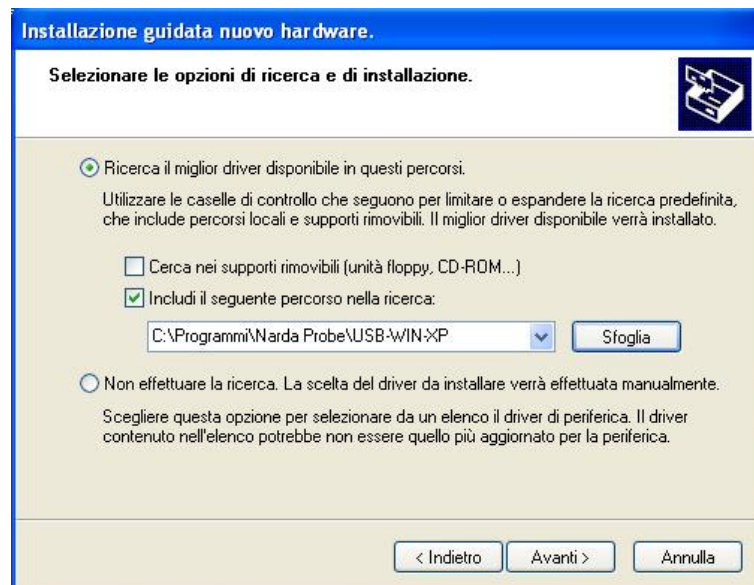 Installazione guidata nuovo hardware.
Selezionare le opzioni di ricerca e di installazione.
Ricerca il miglior driver disponibile in questi percorsi.
Utilizzare le caselle di controllo che seguono per limitare o espandere la ricerca predefinita,
che include percorsi locali e supporti rimovibili. Il miglior driver disponibile verrà installato.
Cerca nei supporti rimovibili (unità floppy, CD-ROM...)
Includi il seguente percorso nella ricerca:
C:\Programmi\Narda Probe\USB-WIN-XP
Sfoglia
Non effettuare la ricerca. La scelta del driver da installare verrà effettuata manualmente.
Scegliere questa opzione per selezionare da un elenco il driver di periferica. Il driver
contenuto nell'elenco potrebbe non essere quello più aggiornato per la periferica.
< Indietro
Avanti >
Annulla